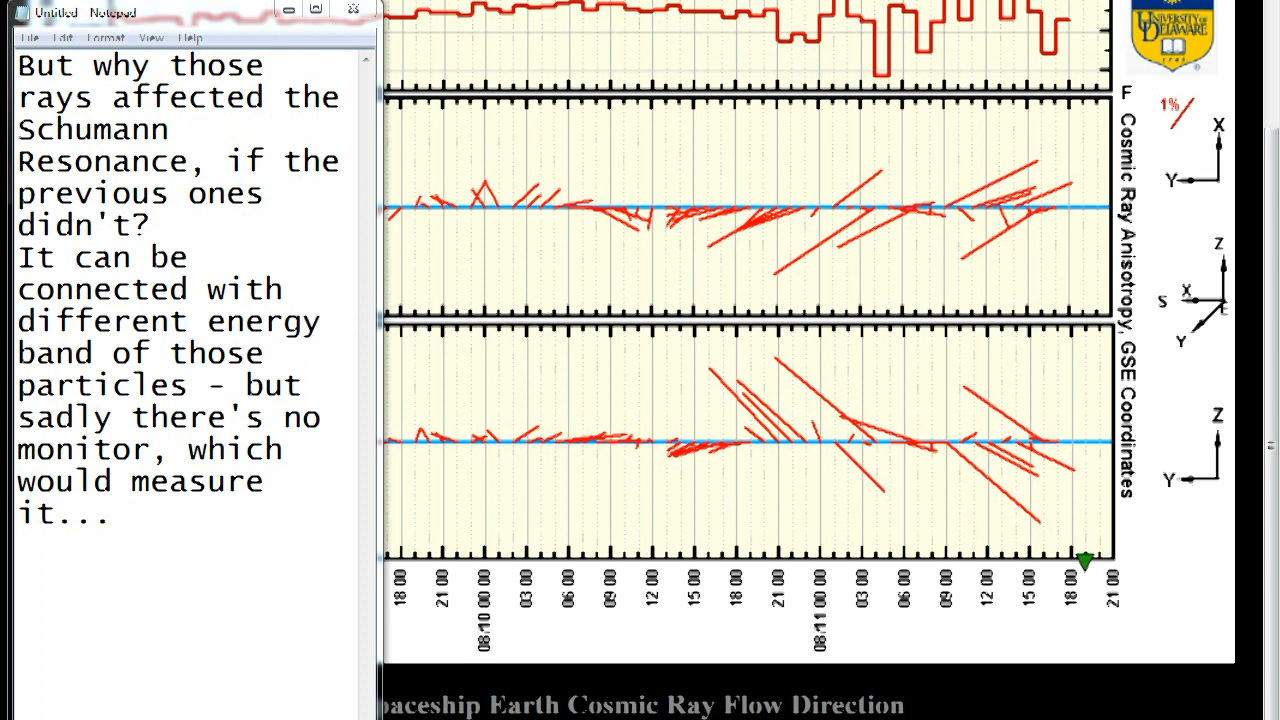 Untitled - Notepad
File Edit Format View Help
But why those
rays affected the
Schumann
Resonance, if the
previous ones
didn't?
It can be
connected with
different energy
band of those
particles - but
sadly there's no
monitor, which
would measure
it...
UNIVERSITY OF
DELAWARE
1743
®
F
Cosmic Ray Anisotropy, GSE Coordinates
1%
X
Y
Z
X
S
E
Y
Z
Y
18 00
21 00
08/10 00 00
03 00
06 00
09 00
12 00
15 00
18 00
21 00
08/11 00 00
03 00
06 00
09 00
12 00
15 00
18 00
21 00
paceship Earth Cosmic Ray Flow Direction